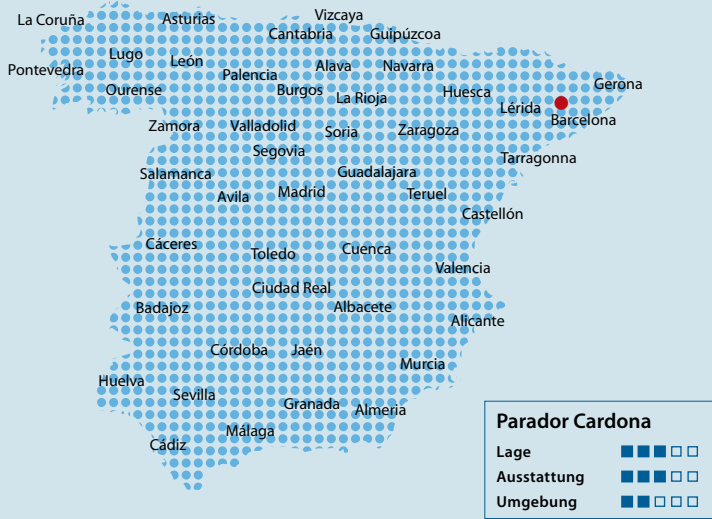 La Coruña
Asturias
Vizcaya
Cantabria
Guipúzcoa
Lugo
León
Pontevedra
Palencia
Alava
Navarra
Gerona
Ourense
Burgos
La Rioja
Huesca
Lérida
Barcelona
Zamora
Valladolid
Soria
Zaragoza
Segovia
Tarragonna
Salamanca
Guadalajara
Avila
Madrid
Teruel
Castellón
Cáceres
Toledo
Cuenca
Valencia
Ciudad Real
Badajoz
Albacete
Alicante
Córdoba
Jaén
Murcia
Huelva
Sevilla
Granada
Almeria
Málaga
Cádiz
Parador Cardona
Lage
Ausstattung
Umgebung